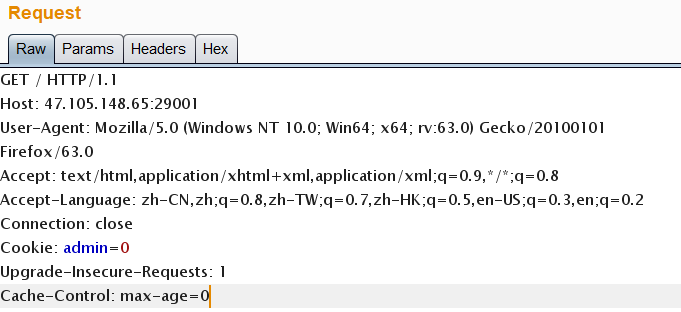 Request
Raw Params Headers Hex
GET / HTTP/1.1
Host: 47.105.148.65:29001
User-Agent: Mozilla/5.0 (Windows NT 10.0; Win64; x64; rv:63.0) Gecko/20100101
Firefox/63.0
Accept: text/html,application/xhtml+xml,application/xml;q=0.9,*/*;q=0.8
Accept-Language: zh-CN,zh;q=0.8,zh-TW;q=0.7,zh-HK;q=0.5,en-US;q=0.3,en;q=0.2
Connection: close
Cookie: admin=0
Upgrade-Insecure-Requests: 1
Cache-Control: max-age=0